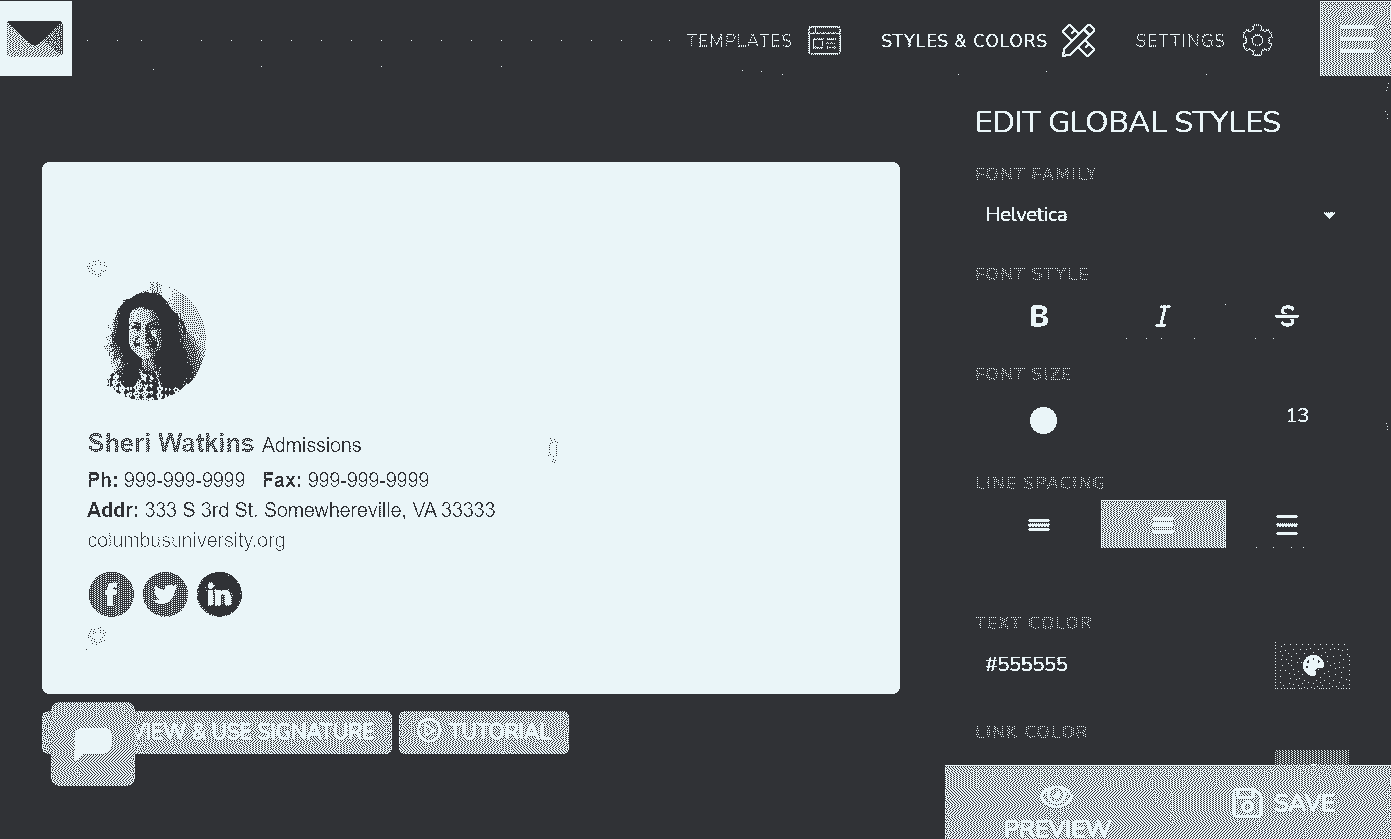 TEMPLATES
STYLES & COLORS
SETTINGS
EDIT GLOBAL STYLES
FONT FAMILY
Helvetica
FONT STYLE
B I S
FONT SIZE
13
LINE SPACING
TEXT COLOR
#555555
LINK COLOR
PREVIEW
SAVE
Sheri Watkins Admissions
Ph: 999-999-9999 Fax: 999-999-9999
Addr: 333 S 3rd St. Somewhereville, VA 33333
columbusuniversity.org
f in
& USE SIGNATURE
TUTORIAL